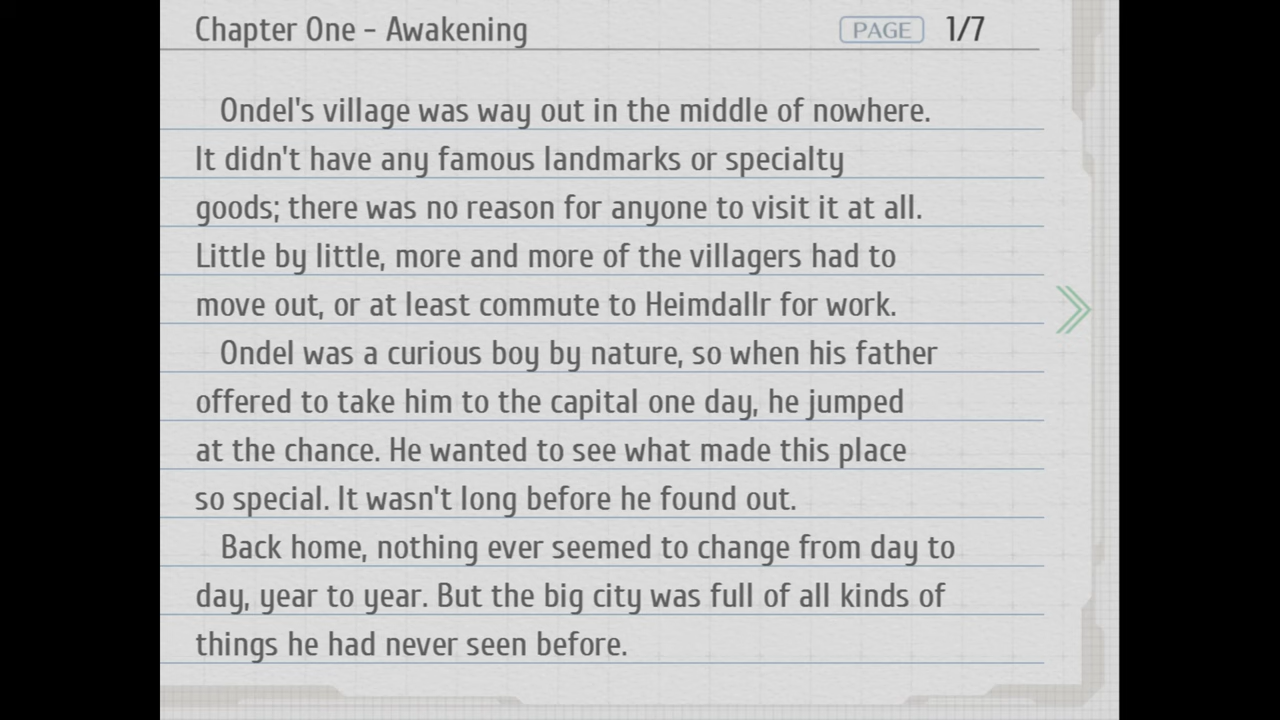 Chapter One - Awakening
PAGE 1/7
Ondel's village was way out in the middle of nowhere.
It didn't have any famous landmarks or specialty
goods; there was no reason for anyone to visit it at all.
Little by little, more and more of the villagers had to
move out, or at least commute to Heimdallr for work.
Ondel was a curious boy by nature, so when his father
offered to take him to the capital one day, he jumped
at the chance. He wanted to see what made this place
so special. It wasn't long before he found out.
Back home, nothing ever seemed to change from day to
day, year to year. But the big city was full of all kinds of
things he had never seen before.